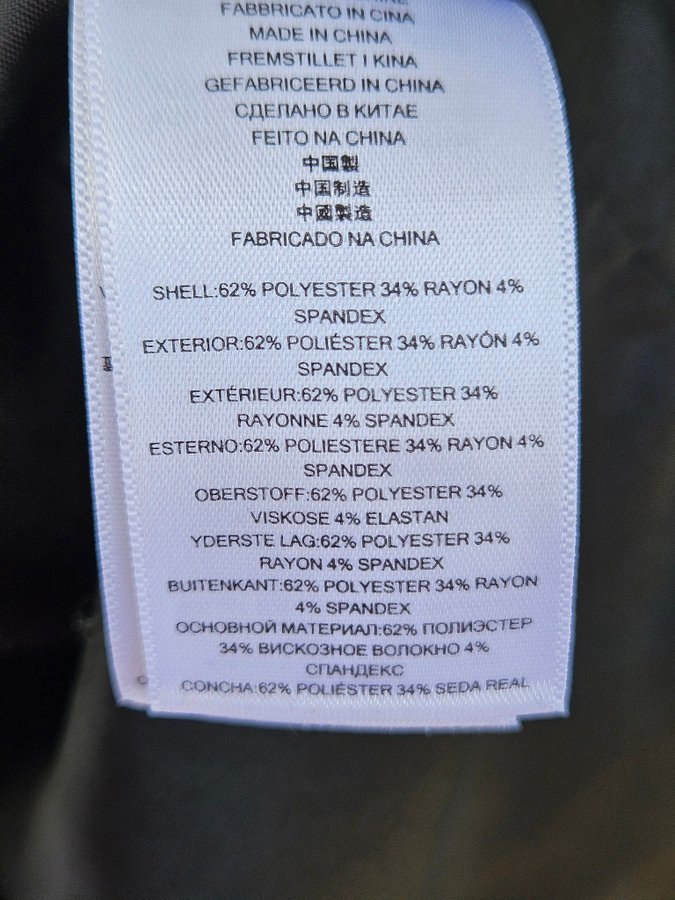 FABBRICATO IN CINA
MADE IN CHINA
FREMSTILLET I KINA
GEFABRICEERD IN CHINA
СДЕЛАНО В КИТАЕ
FEITO NA CHINA
中国製
中国制造
中國製造
FABRICADO NA CHINA
SHELL:62% POLYESTER 34% RAYON 4%
SPANDEX
EXTERIOR:62% POLIÉSTER 34% RAYÓN 4%
SPANDEX
EXTÉRIEUR:62% POLYESTER 34%
RAYONNE 4% SPANDEX
ESTERNO:62% POLIESTERE 34% RAYON 4%
SPANDEX
OBERSTOFF:62% POLYESTER 34%
VISKOSE 4% ELASTAN
YDERSTE LAG:62% POLYESTER 34%
RAYON 4% SPANDEX
BUITENKANT:62% POLYESTER 34% RAYON
4% SPANDEX
ОСНОВНОЙ МАТЕРИАЛ:62% ПОЛИЭСТЕР
34% ВИСКОЗНОЕ ВОЛОКНО 4%
СПАНДЕКС
CONCHA:62% POLIÉSTER 34% SEDA REAL